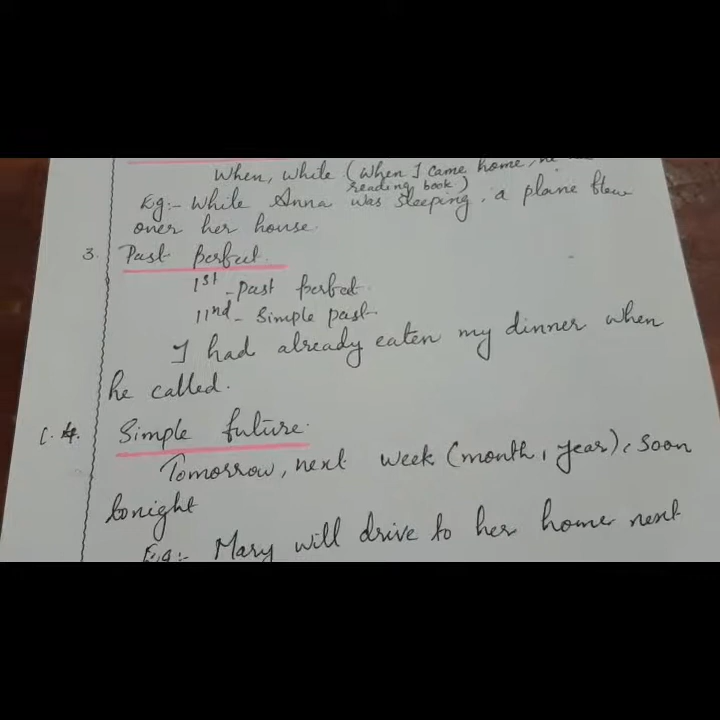 When, while (When I came home, he
reading book)
Eg:- While Anna was sleeping, a plane flew
over her house.
3. Past Perfect.
1st - Past perfect.
IInd - Simple past
I had already eaten my dinner when
he called.
C. 4. Simple future.
Tomorrow, next week (month, year), soon
tonight
Eg:- Mary will drive to her home next